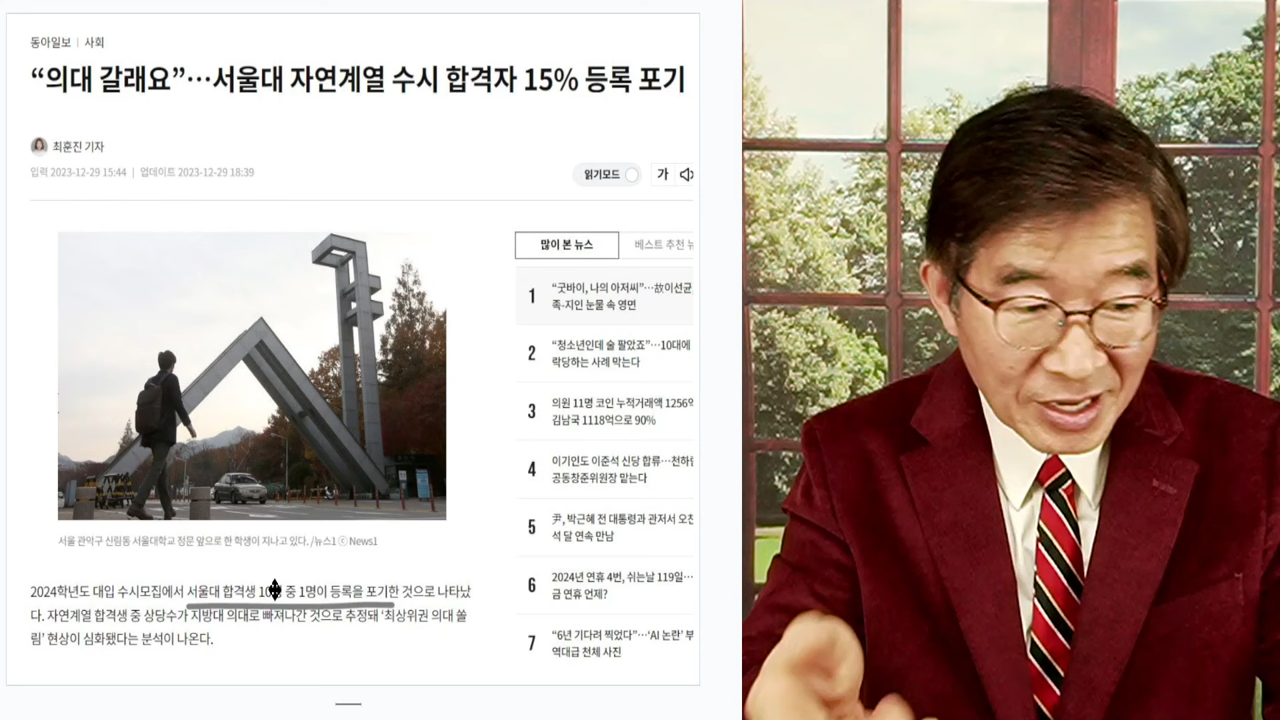 동아일보 | 사회
“의대 갈래요”…서울대 자연계열 수시 합격자 15% 등록 포기
최훈진 기자
입력 2023-12-29 15:44 | 업데이트 2023-12-29 18:39
읽기모드
가
많이 본 뉴스
베스트 추천
1
“굿바이, 나의 아저씨”…故이선균
족-지인 눈물 속 영면
2
“청소년인데 술 팔았죠”…10대에
락당하는 사례 막는다
3
의원 11명 코인 누적거래액 1256
김남국 1118억으로 90%
4
이기인도 이준석 신당 합류…천하
공동창준위원장 맡는다
5
尹, 박근혜 전 대통령과 관저서 오
석 달 연속 만남
6
2024년 연휴 4번, 쉬는날 119일…
금 연휴 언제?
7
“6년 기다려 찍었다”…‘AI 논란’ 부
역대급 천체 사진
서울 관악구 신림동 서울대학교 정문 앞으로 한 학생이 지나고 있다. /뉴스1 ⓒ News1
2024학년도 대입 수시모집에서 서울대 합격생 중 1명이 등록을 포기한 것으로 나타났
다. 자연계열 합격생 중 상당수가 지방대 의대로 빠져나간 것으로 추정돼 ‘최상위권 의대 쏠
림’ 현상이 심화됐다는 분석이 나온다.